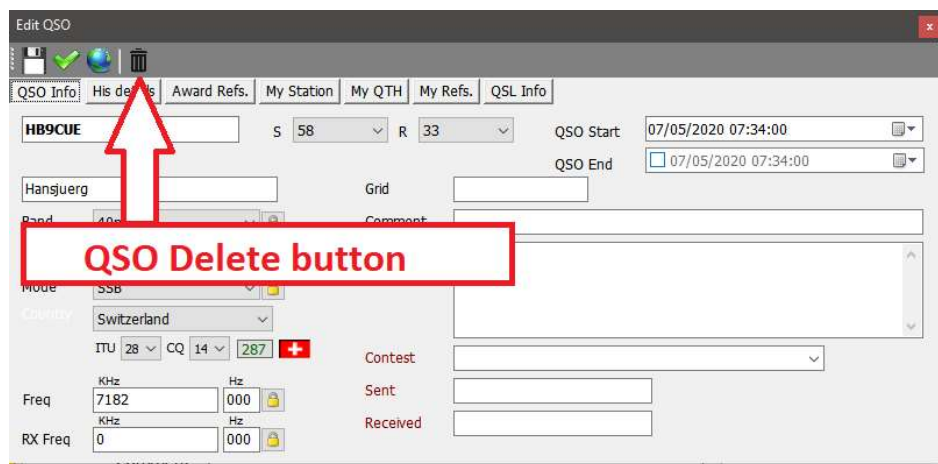 Edit QSO
x
QSO Info His de s Award Refs. My Station My QTH My Refs. QSL Info
HB9CUE S 58 R 33 QSO Start 07/05/2020 07:34:00
QSO End 07/05/2020 07:34:00
Hansjuerg Grid
Band Comment
QSO Delete button
Mode SSB
Country Switzerland
ITU 28 CQ 14 287
Contest
KHz Hz
Freq 7182 000 Sent
KHz Hz
RX Freq 0 000 Received